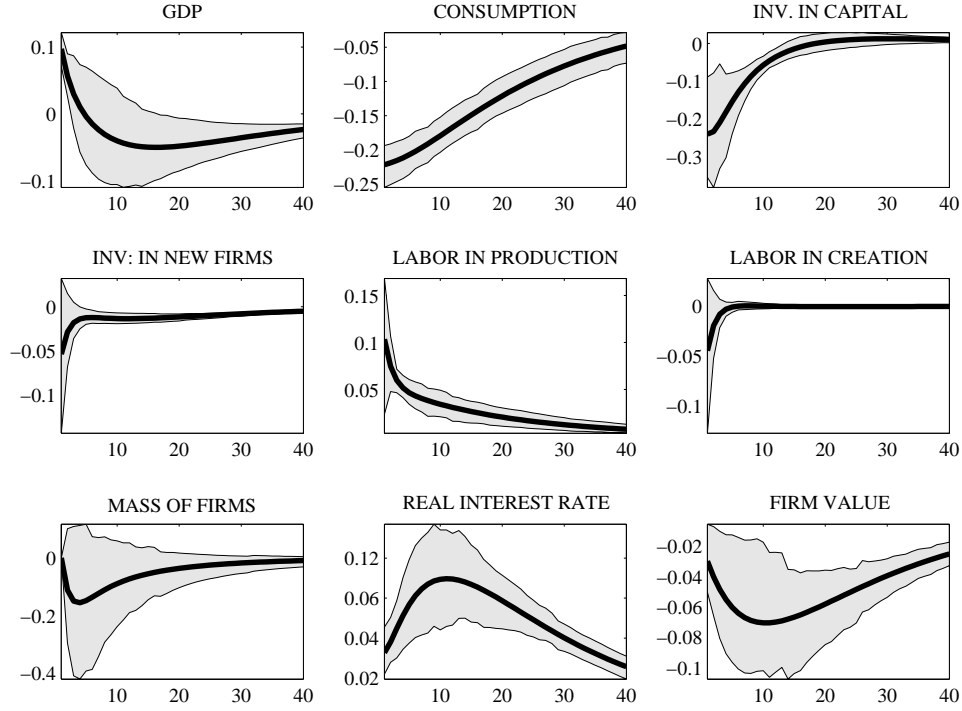 GDP CONSUMPTION INV. IN CAPITAL
0.1
0
−0.1
10 20 30 40
−0.05
−0.1
−0.15
−0.2
−0.25
10 20 30 40
0
−0.1
−0.2
−0.3
10 20 30 40
INV: IN NEW FIRMS LABOR IN PRODUCTION LABOR IN CREATION
0
−0.05
−0.1
10 20 30 40
0.15
0.1
0.05
10 20 30 40
0
−0.05
−0.1
10 20 30 40
MASS OF FIRMS REAL INTEREST RATE FIRM VALUE
0
−0.2
−0.4
10 20 30 40
0.12
0.06
0.04
0.02
10 20 30 40
−0.02
−0.04
−0.06
−0.08
−0.1
10 20 30 40